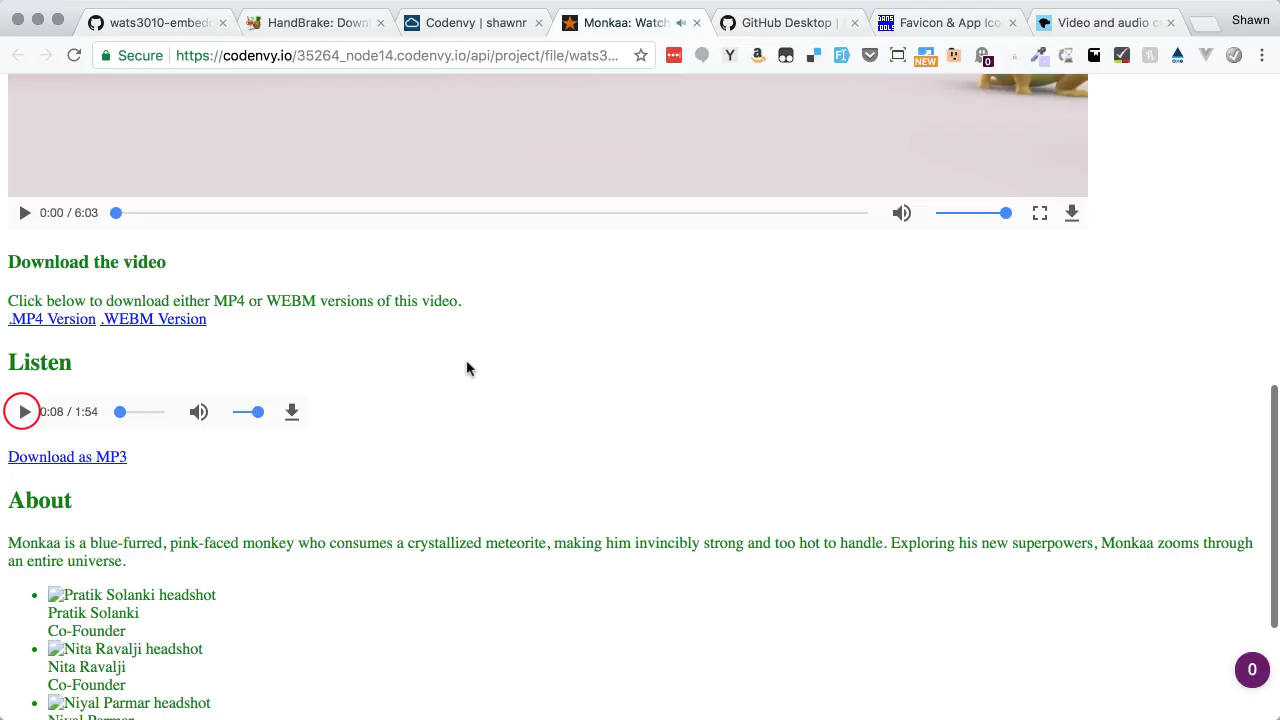 wats3010-embed
HandBrake: Down
Codenvy | shawnr
Monkaa: Watch
GitHub Desktop |
Favicon & App Ico
Video and audio c
Shawn
Secure
https://codenvy.io/35264_node14.codenvy.io/api/project/file/wats3...
NEW
0
0:00 / 6:03
Download the video
Click below to download either MP4 or WEBM versions of this video.
.MP4 Version .WEBM Version
Listen
0:08 / 1:54
Download as MP3
About
Monkaa is a blue-furred, pink-faced monkey who consumes a crystallized meteorite, making him invincibly strong and too hot to handle. Exploring his new superpowers, Monkaa zooms through
an entire universe.
Pratik Solanki headshot
Pratik Solanki
Co-Founder
Nita Ravalji headshot
Nita Ravalji
Co-Founder
Niyal Parmar headshot
Niyal Parmar
0